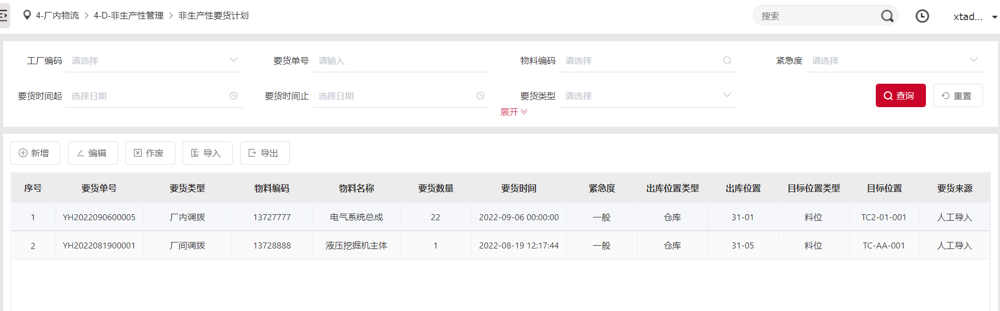 4-厂内物流 > 4-D-非生产性管理 > 非生产性要货计划 搜索 xtad...
工厂编码 请选择 要货单号 请输入 物料编码 请选择 紧急度 请选择
要货时间起 选择日期 要货时间止 选择日期 要货类型 请选择 查询 重置
展开
新增 编辑 作废 导入 导出
序号 要货单号 要货类型 物料编码 物料名称 要货数量 要货时间 紧急度 出库位置类型 出库位置 目标位置类型 目标位置 要货来源
1 YH2022090600005 厂内调拨 13727777 电气系统总成 22 2022-09-06 00:00:00 一般 仓库 31-01 料位 TC2-01-001 人工导入
2 YH2022081900001 厂间调拨 13728888 液压挖掘机主体 1 2022-08-19 12:17:44 一般 仓库 31-05 料位 TC-AA-001 人工导入